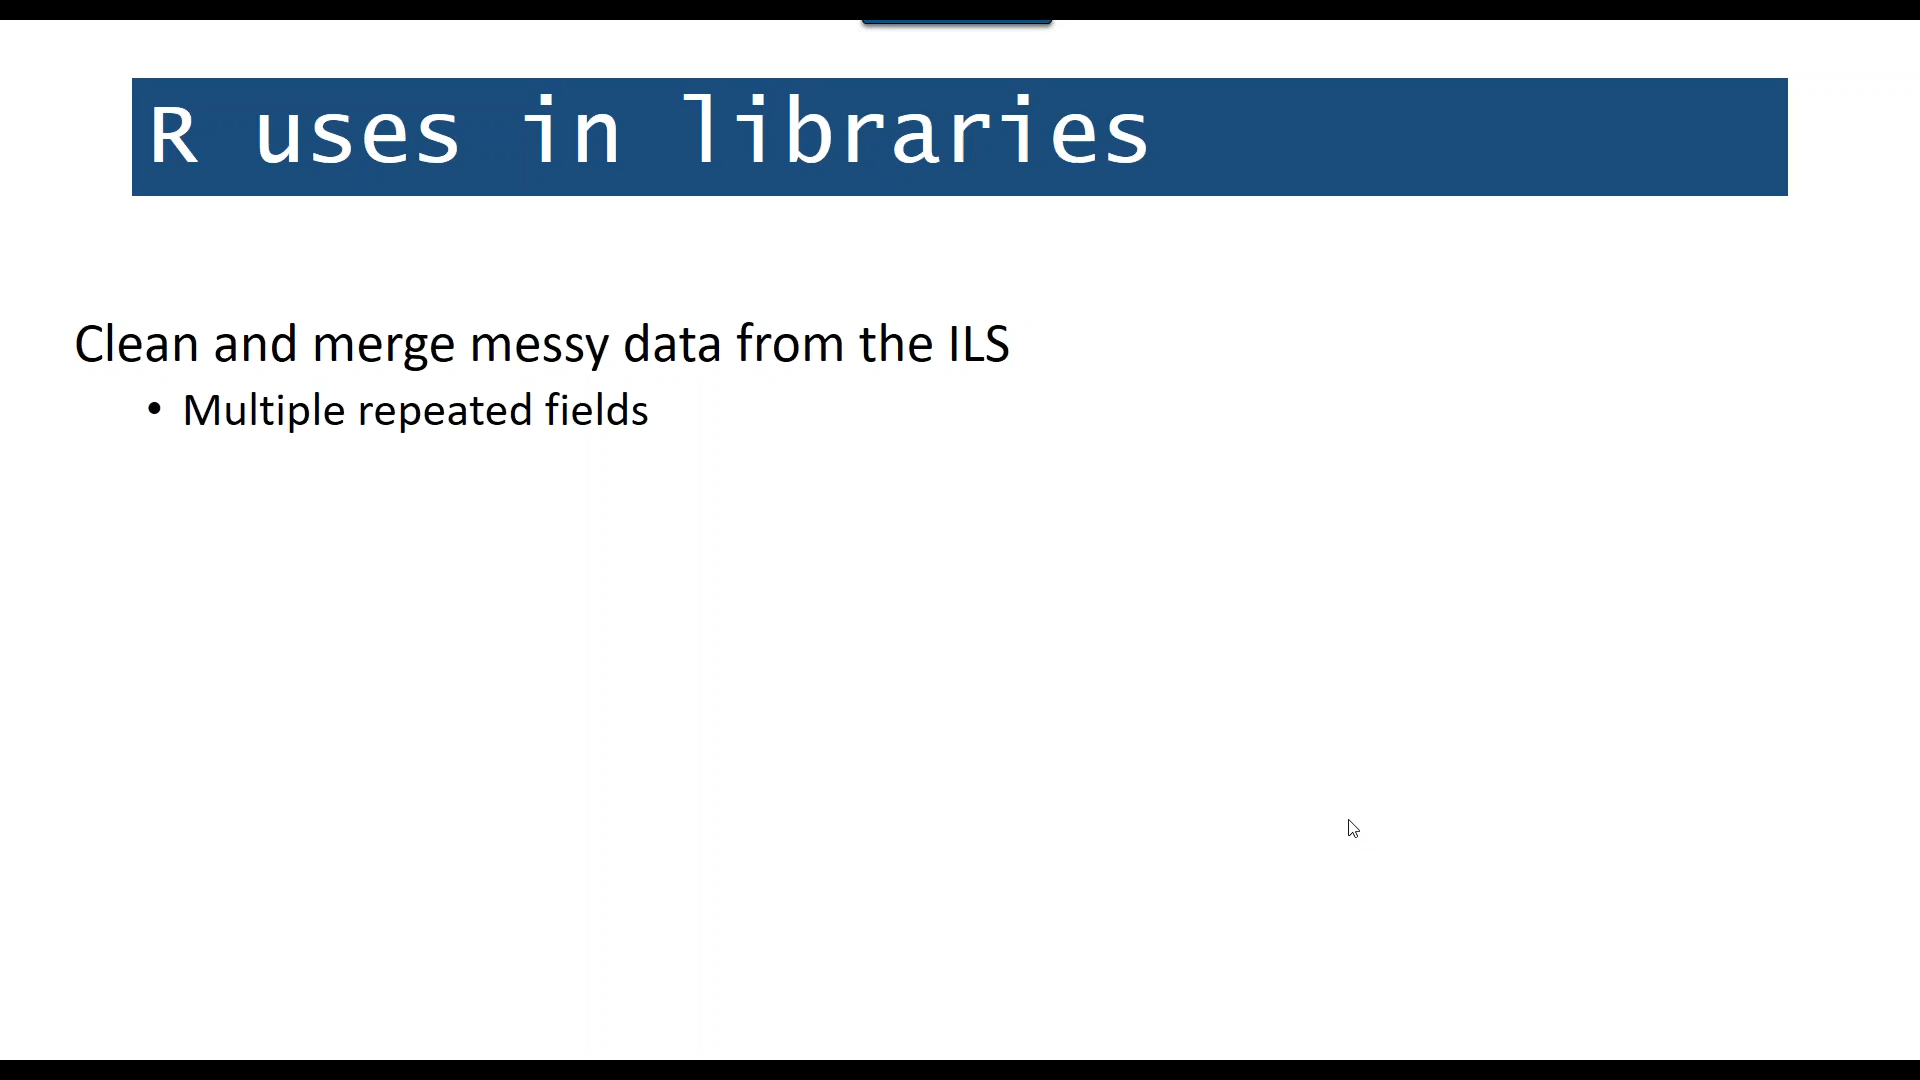 R uses in libraries
Clean and merge messy data from the ILS
• Multiple repeated fields